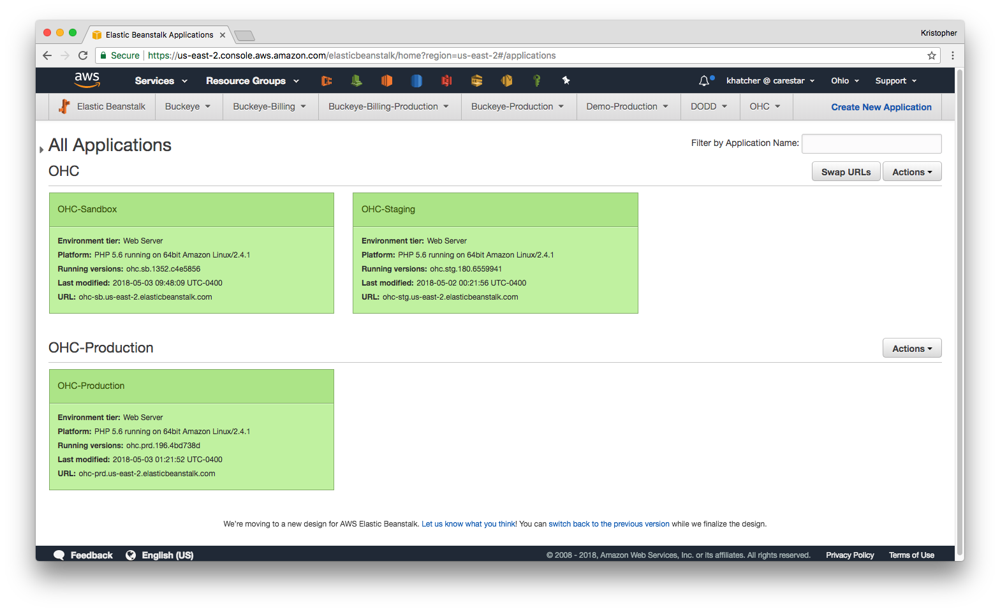 Elastic Beanstalk Applications
Kristopher
Secure https://us-east-2.console.aws.amazon.com/elasticbeanstalk/home?region=us-east-2#/applications
aws Services Resource Groups khatcher @ carestar Ohio Support
Elastic Beanstalk Buckeye Buckeye-Billing Buckeye-Billing-Production Buckeye-Production Demo-Production DODD OHC Create New Application
All Applications Filter by Application Name:
OHC Swap URLs Actions
OHC-Sandbox
Environment tier: Web Server
Platform: PHP 5.6 running on 64bit Amazon Linux/2.4.1
Running versions: ohc.sb.1352.c4e5856
Last modified: 2018-05-03 09:48:09 UTC-0400
URL: ohc-sb.us-east-2.elasticbeanstalk.com
OHC-Staging
Environment tier: Web Server
Platform: PHP 5.6 running on 64bit Amazon Linux/2.4.1
Running versions: ohc.stg.180.6559941
Last modified: 2018-05-02 00:21:56 UTC-0400
URL: ohc-stg.us-east-2.elasticbeanstalk.com
OHC-Production Actions
OHC-Production
Environment tier: Web Server
Platform: PHP 5.6 running on 64bit Amazon Linux/2.4.1
Running versions: ohc.prd.196.4bd738d
Last modified: 2018-05-03 01:21:52 UTC-0400
URL: ohc-prd.us-east-2.elasticbeanstalk.com
We're moving to a new design for AWS Elastic Beanstalk. Let us know what you think! You can switch back to the previous version while we finalize the design.
Feedback English (US) © 2008 - 2018, Amazon Web Services, Inc. or its affiliates. All rights reserved. Privacy Policy Terms of Use